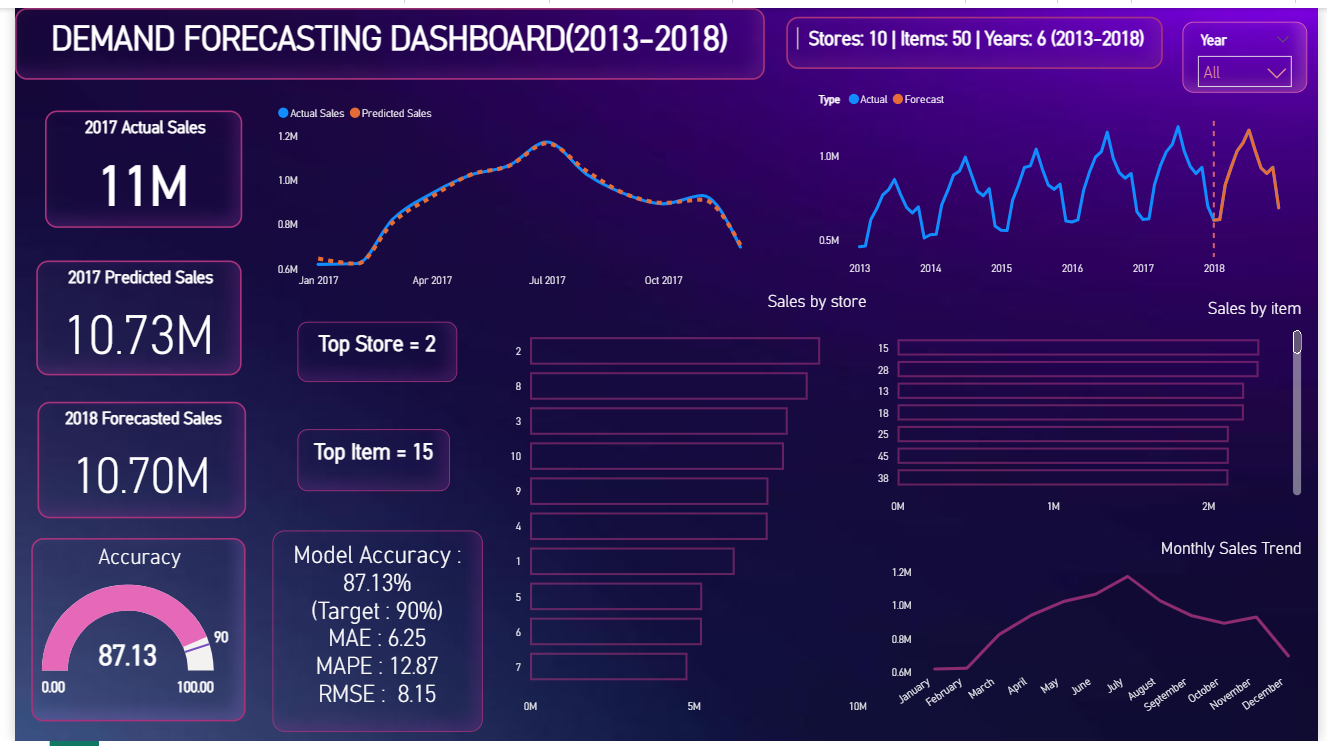 DEMAND FORECASTING DASHBOARD(2013-2018)
Stores: 10 | Items: 50 | Years: 6 (2013-2018)
Year
All
2017 Actual Sales
11M
2017 Predicted Sales
10.73M
2018 Forecasted Sales
10.70M
Accuracy
90
87.13
0.00
100.00
Actual Sales
Predicted Sales
1.2M
1.0M
0.8M
0.6M
Jan 2017
Apr 2017
Jul 2017
Oct 2017
Type
Actual
Forecast
1.0M
0.5M
2013
2014
2015
2016
2017
2018
Top Store = 2
Top Item = 15
Model Accuracy :
87.13%
(Target : 90%)
MAE : 6.25
MAPE : 12.87
RMSE : 8.15
Sales by store
2
8
3
10
9
4
1
5
6
7
0M
5M
10M
Sales by item
15
28
13
18
25
45
38
0M
1M
2M
Monthly Sales Trend
1.2M
1.0M
0.8M
0.6M
January
February
March
April
May
June
July
August
September
October
November
December